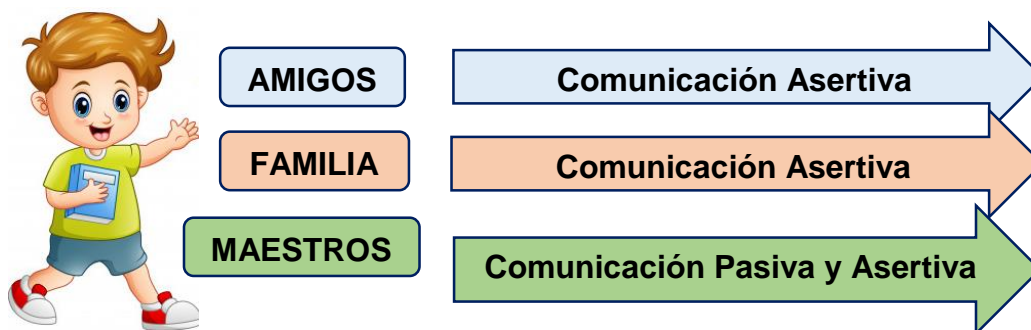 AMIGOS
Comunicación Asertiva
FAMILIA
Comunicación Asertiva
MAESTROS
Comunicación Pasiva y Asertiva